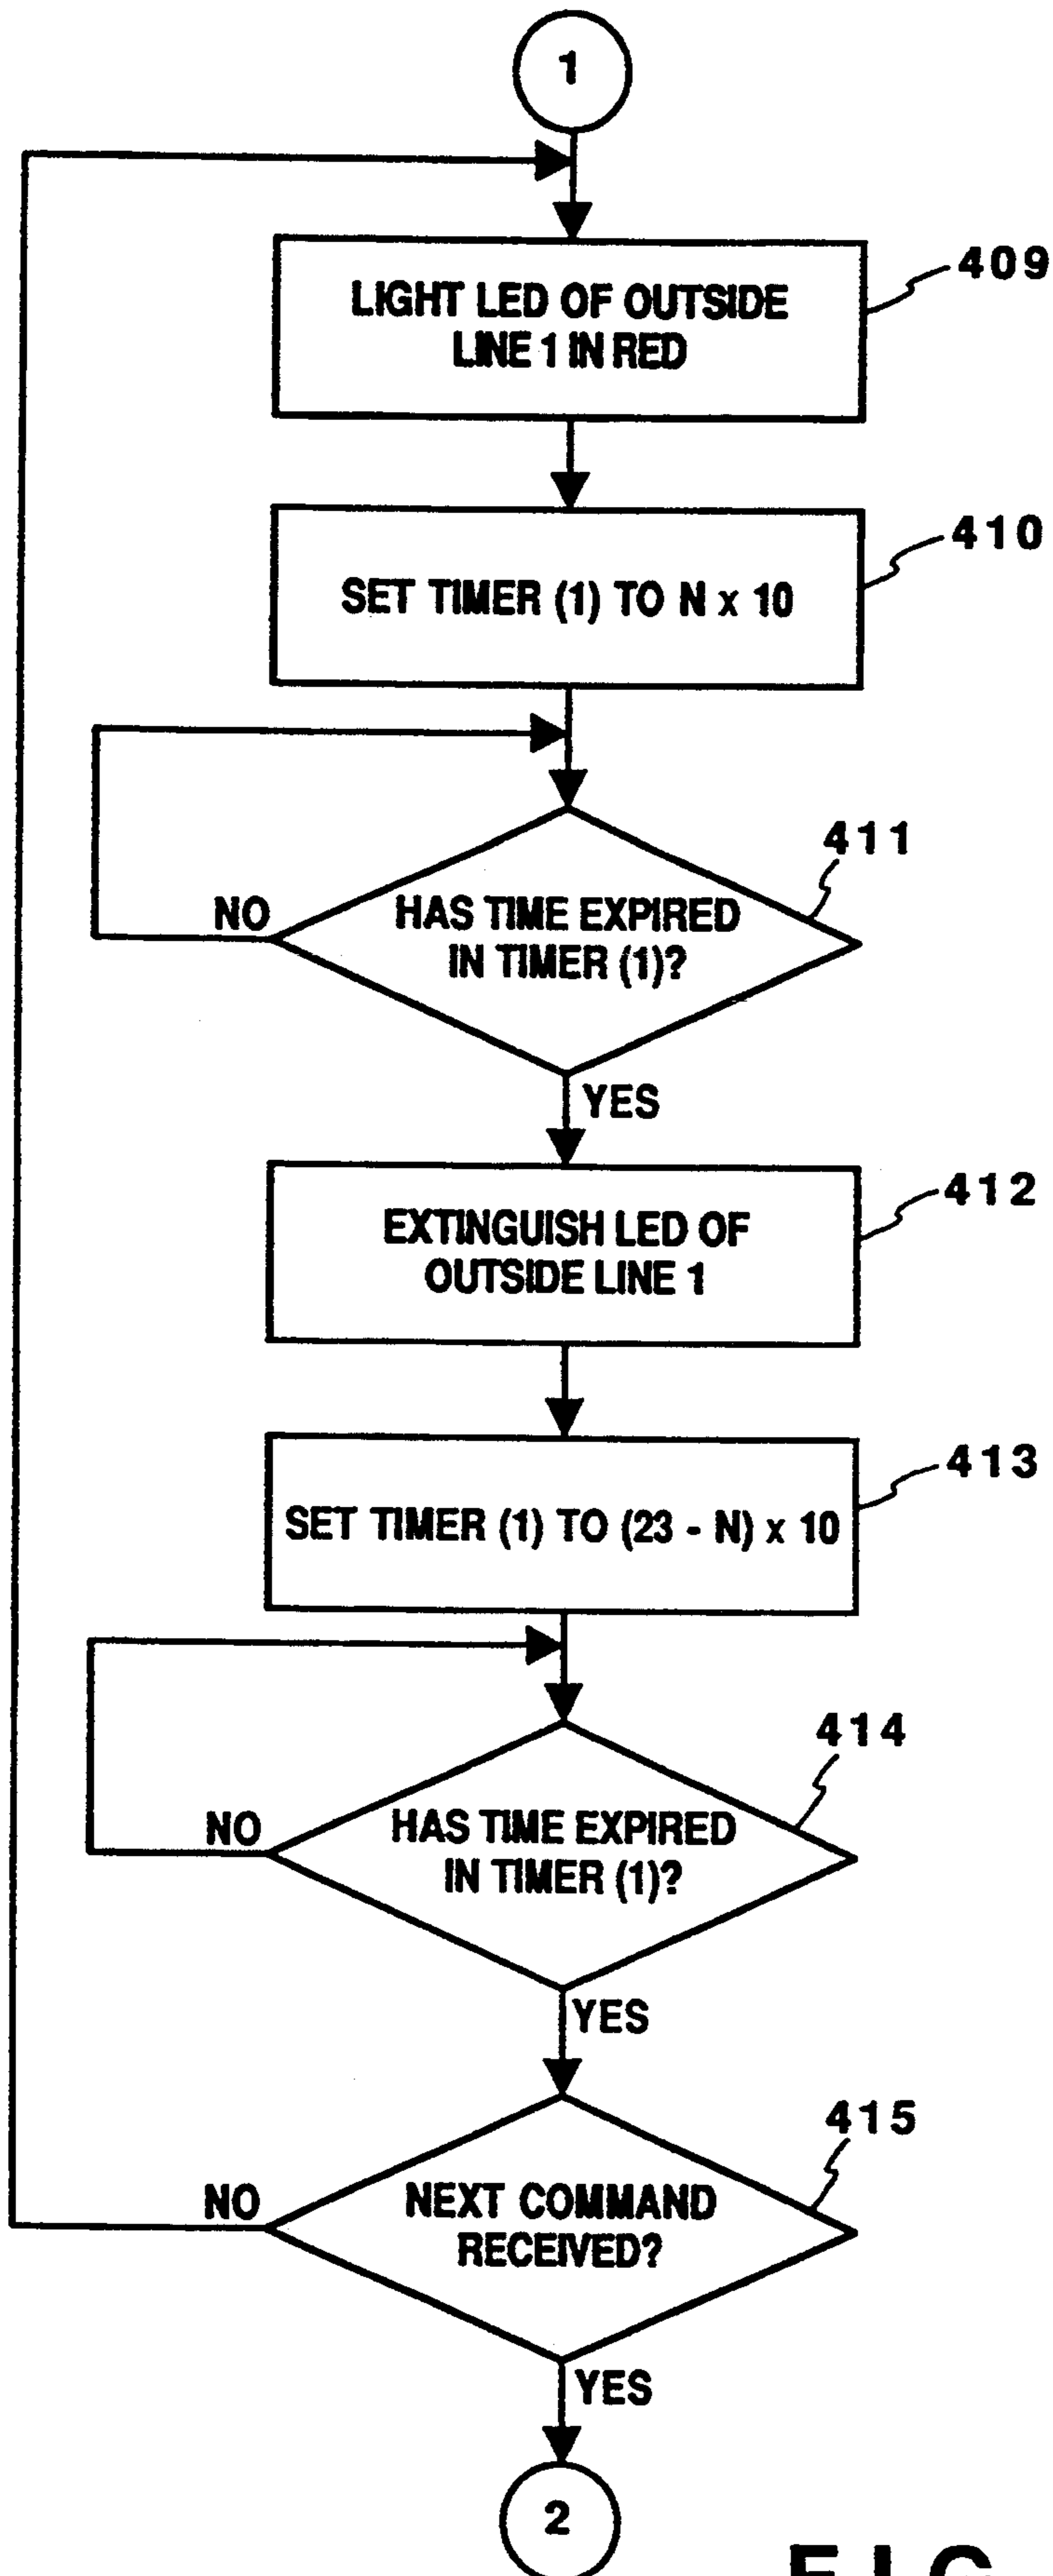 1
LIGHT LED OF OUTSIDE
LINE 1 IN RED
409
SET TIMER (1) TO N x 10
410
HAS TIME EXPIRED
IN TIMER (1)?
411
NO
YES
EXTINGUISH LED OF
OUTSIDE LINE 1
412
SET TIMER (1) TO (23 - N) x 10
413
HAS TIME EXPIRED
IN TIMER (1)?
414
NO
YES
NEXT COMMAND
RECEIVED?
415
NO
YES
2